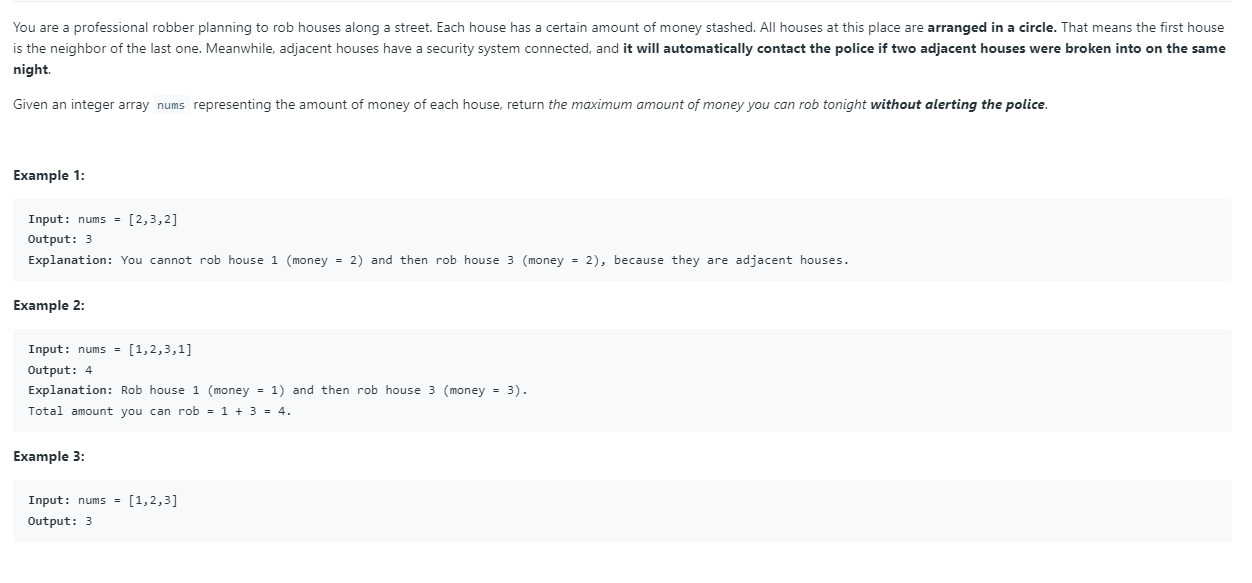 You are a professional robber planning to rob houses along a street. Each house has a certain amount of money stashed. All houses at this place are arranged in a circle. That means the first house
is the neighbor of the last one. Meanwhile, adjacent houses have a security system connected, and it will automatically contact the police if two adjacent houses were broken into on the same
night.
Given an integer array nums representing the amount of money of each house, return the maximum amount of money you can rob tonight without alerting the police.
Example 1:
Input: nums = [2,3,2]
Output: 3
Explanation: You cannot rob house 1 (money = 2) and then rob house 3 (money = 2), because they are adjacent houses.
Example 2:
Input: nums = [1,2,3,1]
Output: 4
Explanation: Rob house 1 (money = 1) and then rob house 3 (money = 3).
Total amount you can rob = 1 + 3 = 4.
Example 3:
Input: nums = [1,2,3]
Output: 3